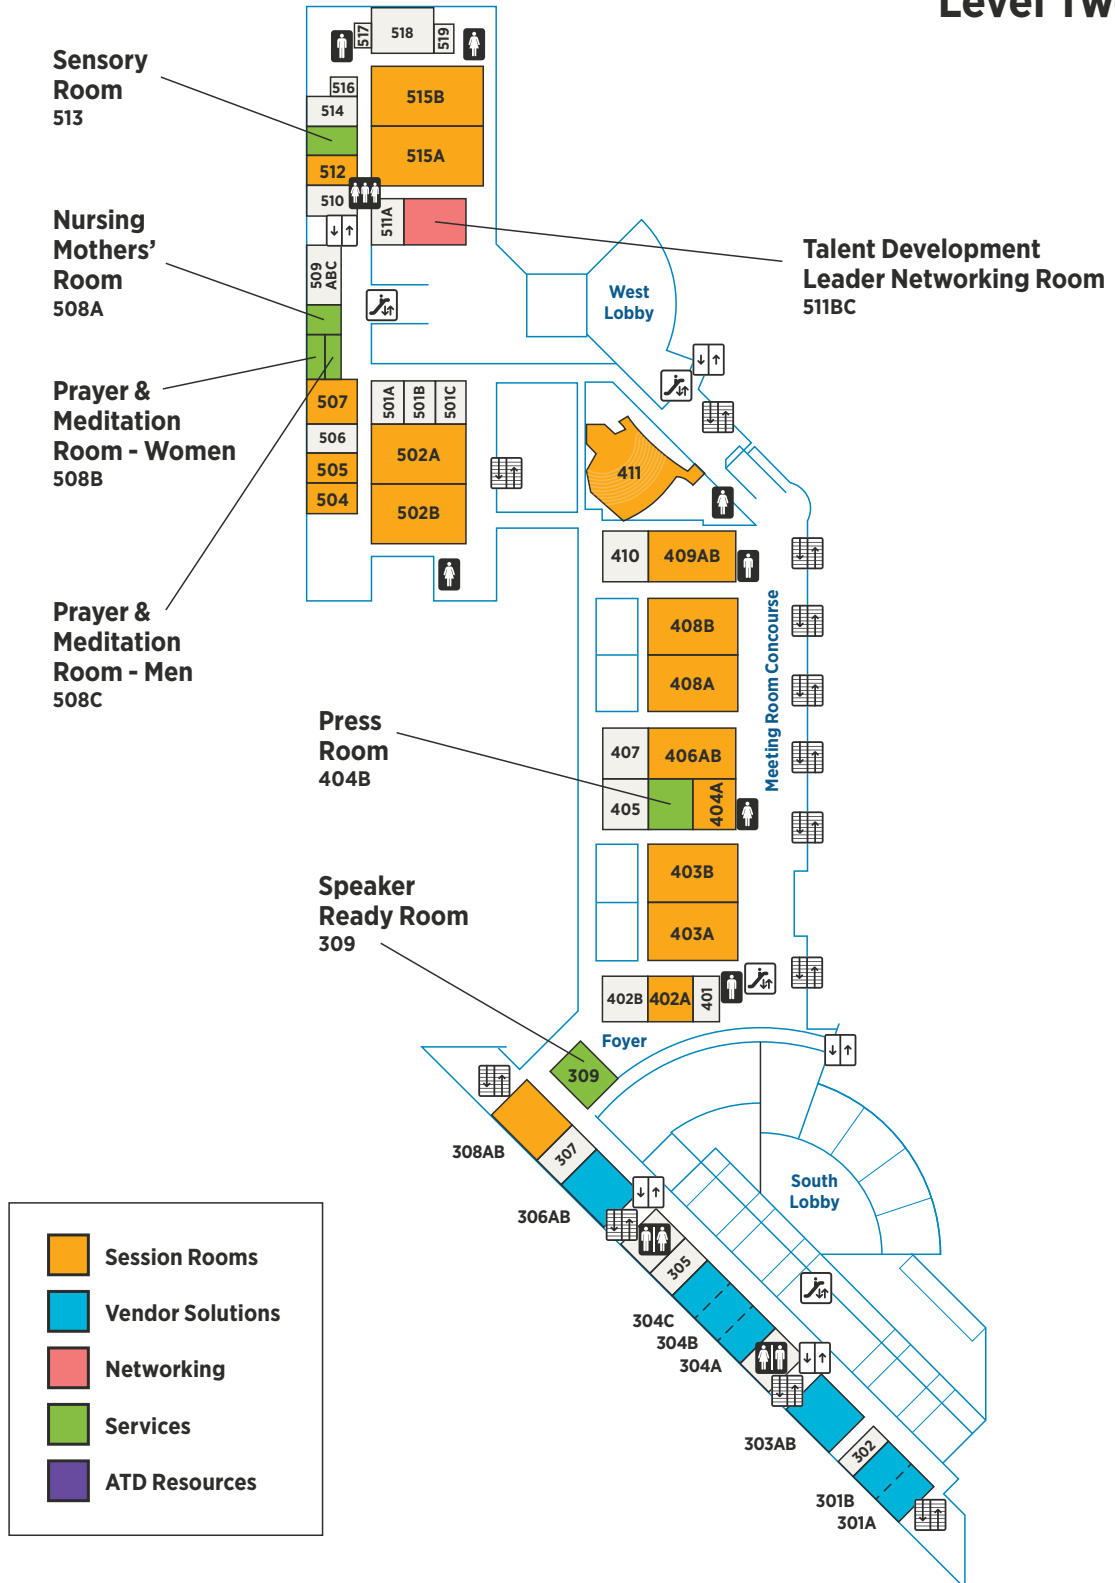 Level Tw
Sensory
Room
513
Nursing
Mothers'
Room
508A
Prayer &
Meditation
Room - Women
508B
Prayer &
Meditation
Room - Men
508C
517
518
519
516
514
515B
512
515A
510
511A
509
ABC
Talent Development
Leader Networking Room
511BC
West
Lobby
507
501A
501B
501C
506
502A
505
504
502B
411
410
409AB
408B
408A
Meeting Room Concourse
Press
Room
404B
407
406AB
405
404A
403B
403A
Speaker
Ready Room
309
402B
402A
401
Foyer
309
308AB
307
306AB
South
Lobby
305
304C
304B
304A
303AB
302
301B
301A
Session Rooms
Vendor Solutions
Networking
Services
ATD Resources